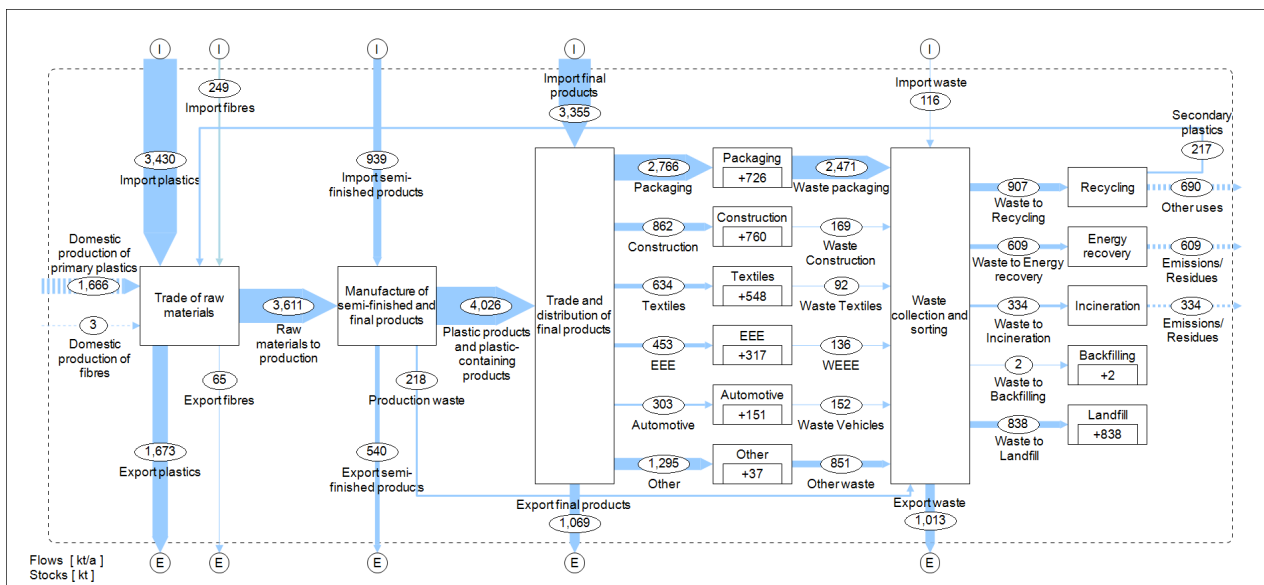 I
I
I
I
I
249
Import fibres
Import final
products
3,355
Import waste
116
Secondary
plastics
217
3,430
Import plastics
939
Import semi-
finished products
2,766
Packaging
Packaging
+726
2,471
Waste packaging
907
Waste to
Recycling
Recycling
690
Other uses
862
Construction
Construction
+760
169
Waste
Construction
609
Waste to Energy
recovery
Energy
recovery
609
Emissions/
Residues
Domestic
production of
primary plastics
1,666
3
Domestic
production of
fibres
Trade of raw
materials
3,611
Raw
materials to
production
Manufacture of
semi-finished and
final products
4,026
Plastic products
and plastic-
containing
products
Trade and
distribution of
final products
634
Textiles
Textiles
+548
92
Waste Textiles
Waste
collection and
sorting
334
Waste to
Incineration
Incineration
334
Emissions/
Residues
453
EEE
EEE
+317
136
WEEE
2
Waste to
Backfilling
Backfilling
+2
65
Export fibres
218
Production waste
303
Automotive
Automotive
+151
152
Waste Vehicles
838
Waste to
Landfill
Landfill
+838
1,673
Export plastics
540
Export semi-
finished products
1,295
Other
Other
+37
851
Other waste
Export final products
1,069
Export waste
1,013
E
E
E
E
E
Flows [ kt/a ]
Stocks [ kt ]